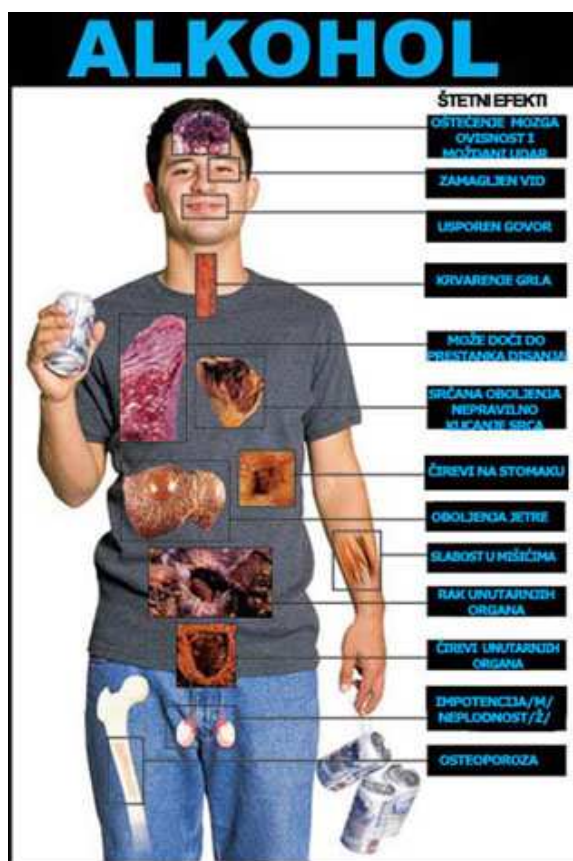 ALKOHOL
ŠTETNI EFEKTI
OŠTEČENJE MOZGA
OVISNOST I
MOŽDANI UDAR
ZAMAGLJEN VID
USPOREN GOVOR
KRVARENJE GRLA
MOŽE DOČI DO
PRESTANKA DISANJA
SRČANA OBOLJENJA
NEPRAVILNO
KUCANJE SRCA
ČIREVI NA STOMAKU
OBOLJENJA JETRE
SLABOST U MIŠIĆIMA
RAK UNUTARNJIH
ORGANA
ČIREVI UNUTARNJIH
ORGANA
IMPOTENCIJA/M/
NEPLODNOST/Ž/
OSTEOPOROZA